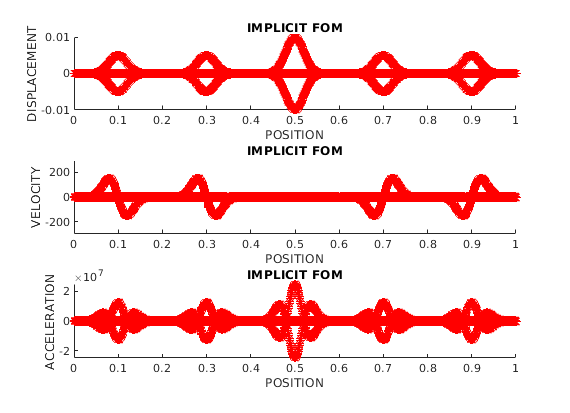 IMPLICIT FOM
DISPLACEMENT
0.01
0
-0.01
0 0.1 0.2 0.3 0.4 0.5 0.6 0.7 0.8 0.9 1
POSITION
IMPLICIT FOM
VELOCITY
200
0
-200
0 0.1 0.2 0.3 0.4 0.5 0.6 0.7 0.8 0.9 1
POSITION
×10⁷
IMPLICIT FOM
ACCELERATION
2
0
-2
0 0.1 0.2 0.3 0.4 0.5 0.6 0.7 0.8 0.9 1
POSITION